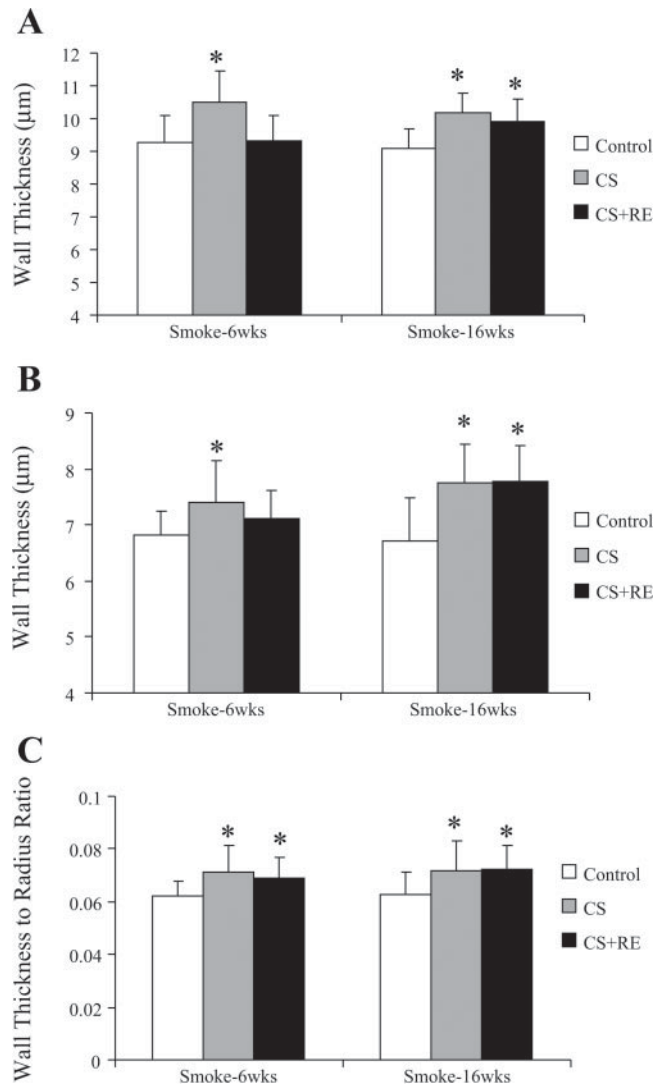 A
Wall Thickness (µm)
12
11
10
9
8
7
6
5
4
*
*
*
Smoke-6wks
Smoke-16wks
Control
CS
CS+RE
B
Wall Thickness (µm)
9
8
7
6
5
4
*
*
*
Smoke-6wks
Smoke-16wks
Control
CS
CS+RE
C
Wall Thickness to Radius Ratio
0.1
0.08
0.06
0.04
0.02
0
*
*
*
*
Smoke-6wks
Smoke-16wks
Control
CS
CS+RE